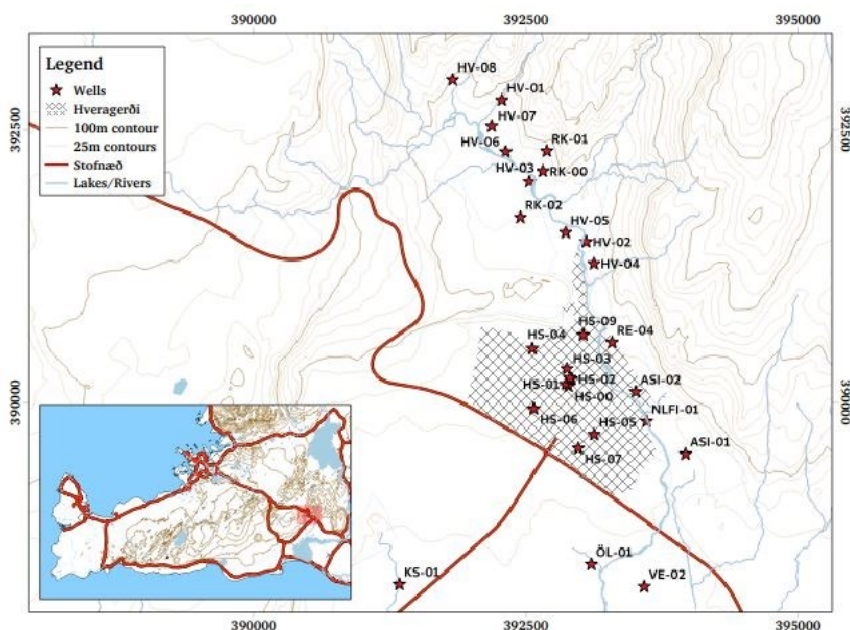 390000 392500 395000
Legend
Wells
Hveragerði
100m contour
25m contours
Stofnæð
Lakes/Rivers
392500
392500
HV-08
HV-01
HV-07
HV-06
RK-01
HV-03
RK-00
RK-02
HV-05
HV-02
HV-04
HS-09
HS-04
RE-04
HS-03
HS-01
HS-02
ASI-02
HS-00
NLFI-01
HS-06
HS-05
ASI-01
HS-07
390000
390000
ÖL-01
KS-01
VE-02
390000 392500 395000